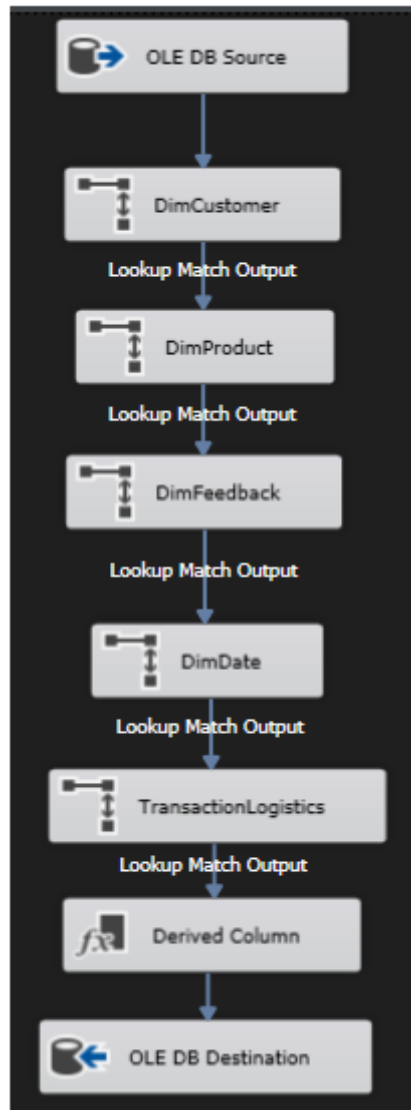 OLE DB Source
DimCustomer
Lookup Match Output
DimProduct
Lookup Match Output
DimFeedback
Lookup Match Output
DimDate
Lookup Match Output
TransactionLogistics
Lookup Match Output
fx Derived Column
OLE DB Destination